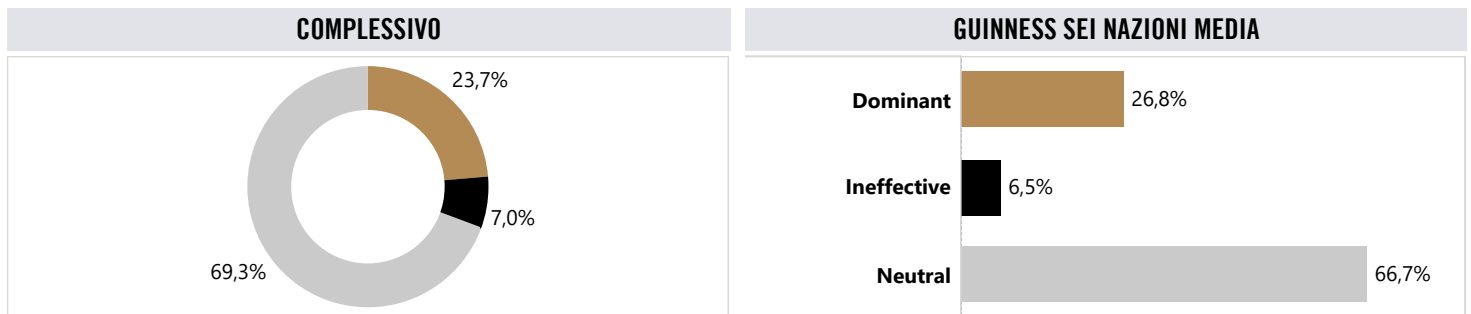 COMPLESSIVO
23,7%
7,0%
69,3%
GUINNESS SEI NAZIONI MEDIA
Dominant
26,8%
Ineffective
6,5%
Neutral
66,7%